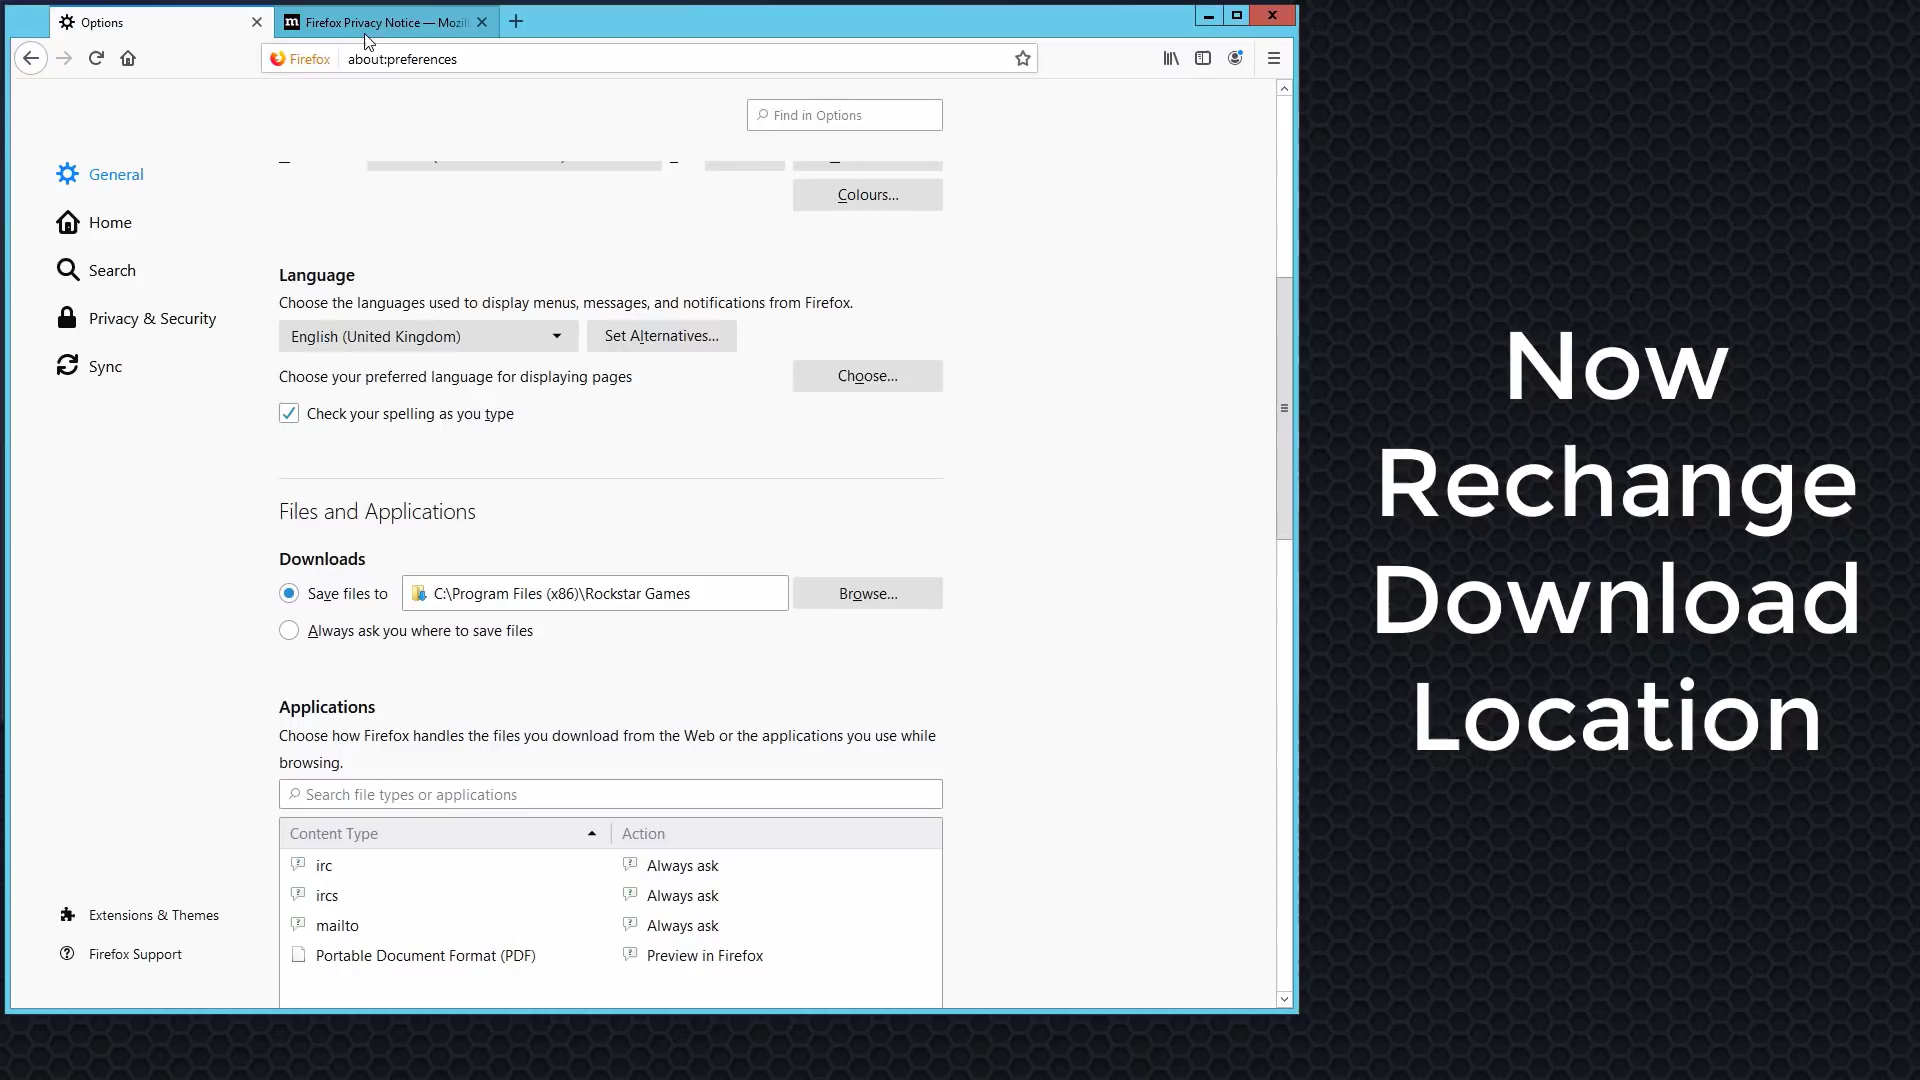 Options
Firefox Privacy Notice — Mozil
Firefox
about:preferences
Find in Options
General
Home
Search
Privacy & Security
Sync
Colours...
Language
Choose the languages used to display menus, messages, and notifications from Firefox.
English (United Kingdom)
Set Alternatives...
Choose your preferred language for displaying pages
Choose...
Check your spelling as you type
Files and Applications
Downloads
Save files to
C:\Program Files (x86)\Rockstar Games
Browse...
Always ask you where to save files
Applications
Choose how Firefox handles the files you download from the Web or the applications you use while
browsing.
Search file types or applications
Content Type
Action
irc
Always ask
ircs
Always ask
mailto
Always ask
Portable Document Format (PDF)
Preview in Firefox
Extensions & Themes
Firefox Support
Now
Rechange
Download
Location